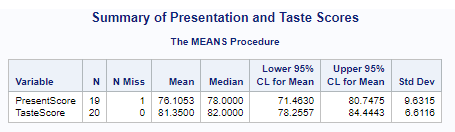 Summary of Presentation and Taste Scores
The MEANS Procedure
Variable N N Miss Mean Median Lower 95% CL for Mean Upper 95% CL for Mean Std Dev
PresentScore 19 1 76.1053 78.0000 71.4630 80.7475 9.6315
TasteScore 20 0 81.3500 82.0000 78.2557 84.4443 6.6116